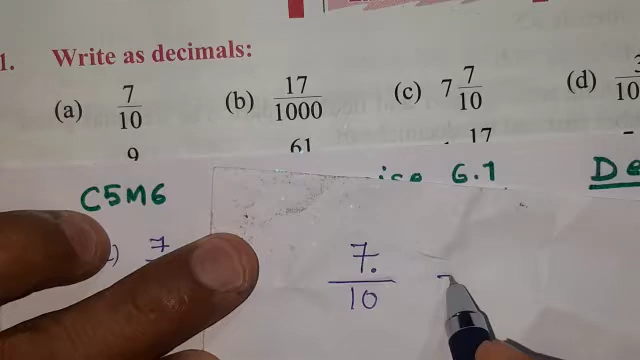 1. Write as decimals:
(a) 7/10 (b) 17/1000 (c) 7 7/10 (d)
9 61 17
C5M6 6.1 De
) 7
7.
10